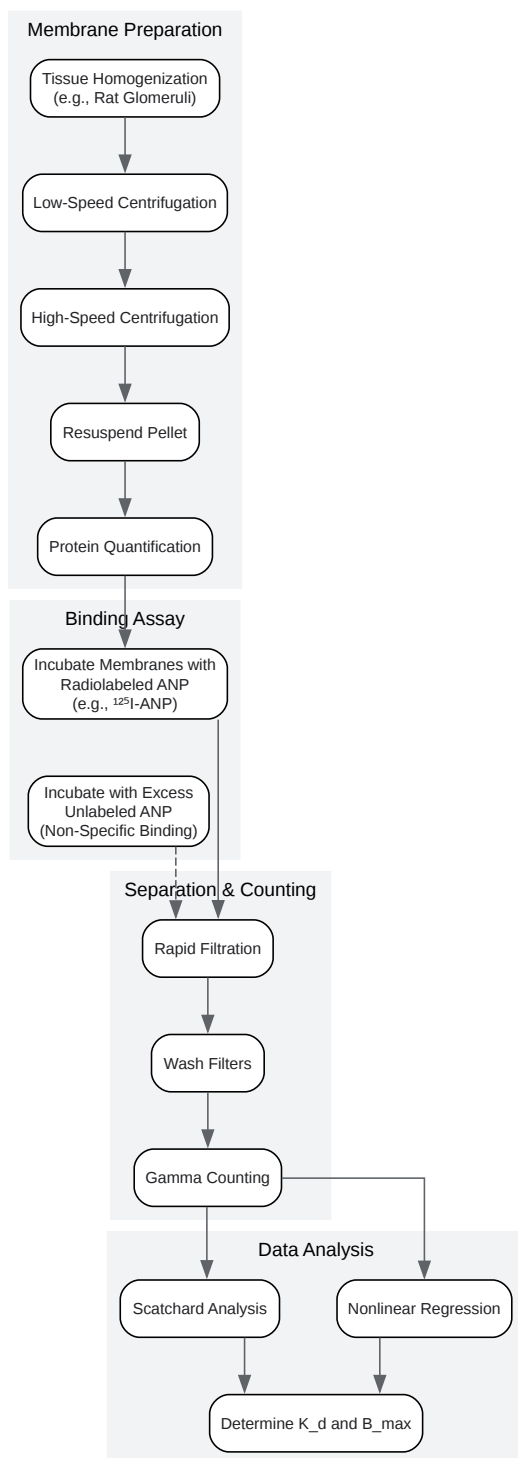 Membrane Preparation
Tissue Homogenization
(e.g., Rat Glomeruli)
Low-Speed Centrifugation
High-Speed Centrifugation
Resuspend Pellet
Protein Quantification
Binding Assay
Incubate Membranes with
Radiolabeled ANP
(e.g., ¹²⁵I-ANP)
Incubate with Excess
Unlabeled ANP
(Non-Specific Binding)
Separation & Counting
Rapid Filtration
Wash Filters
Gamma Counting
Data Analysis
Scatchard Analysis
Nonlinear Regression
Determine K_d and B_max